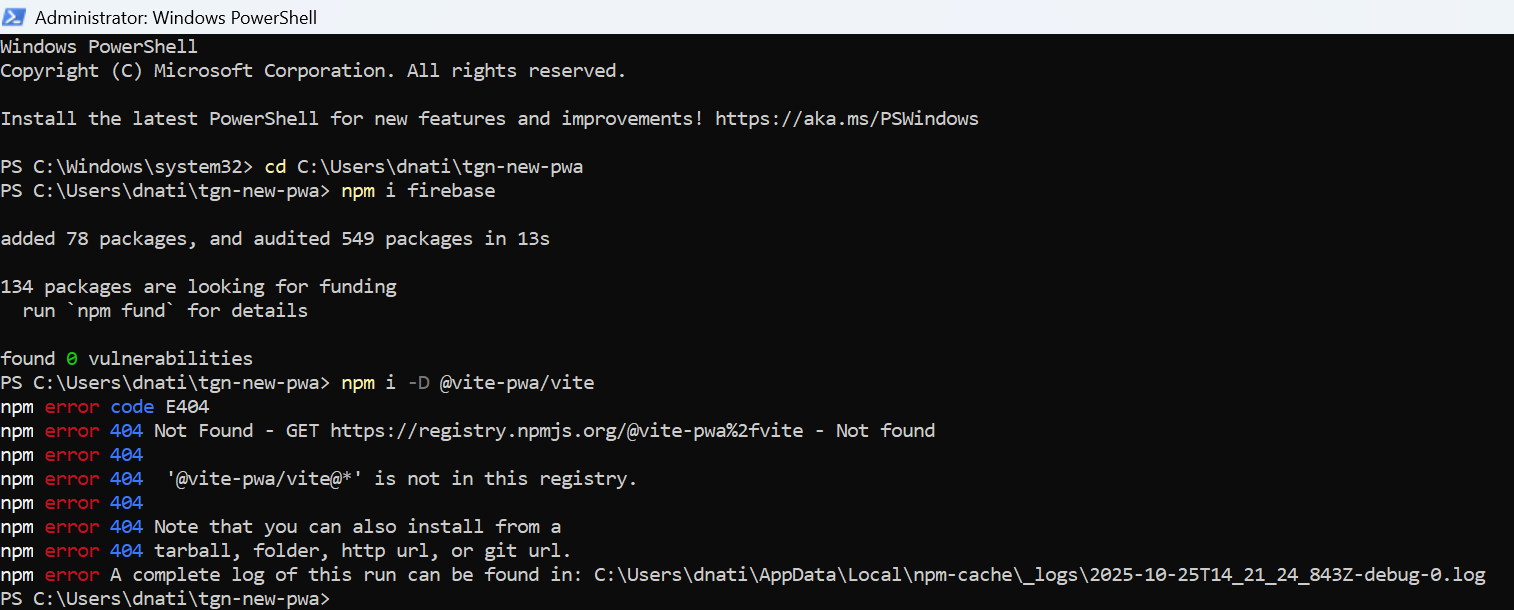 Administrator: Windows PowerShell
Windows PowerShell
Copyright (C) Microsoft Corporation. All rights reserved.
Install the latest PowerShell for new features and improvements! https://aka.ms/PSWindows
PS C:\Windows\system32> cd C:\Users\dnati\tgn-new-pwa
PS C:\Users\dnati\tgn-new-pwa> npm i firebase
added 78 packages, and audited 549 packages in 13s
134 packages are looking for funding
  run `npm fund` for details
found 0 vulnerabilities
PS C:\Users\dnati\tgn-new-pwa> npm i -D @vite-pwa/vite
npm error code E404
npm error 404 Not Found - GET https://registry.npmjs.org/@vite-pwa%2fvite - Not found
npm error 404
npm error 404  '@vite-pwa/vite@*' is not in this registry.
npm error 404
npm error 404 Note that you can also install from a
npm error 404 tarball, folder, http url, or git url.
npm error A complete log of this run can be found in: C:\Users\dnati\AppData\Local\npm-cache\_logs\2025-10-25T14_21_24_843Z-debug-0.log
PS C:\Users\dnati\tgn-new-pwa>